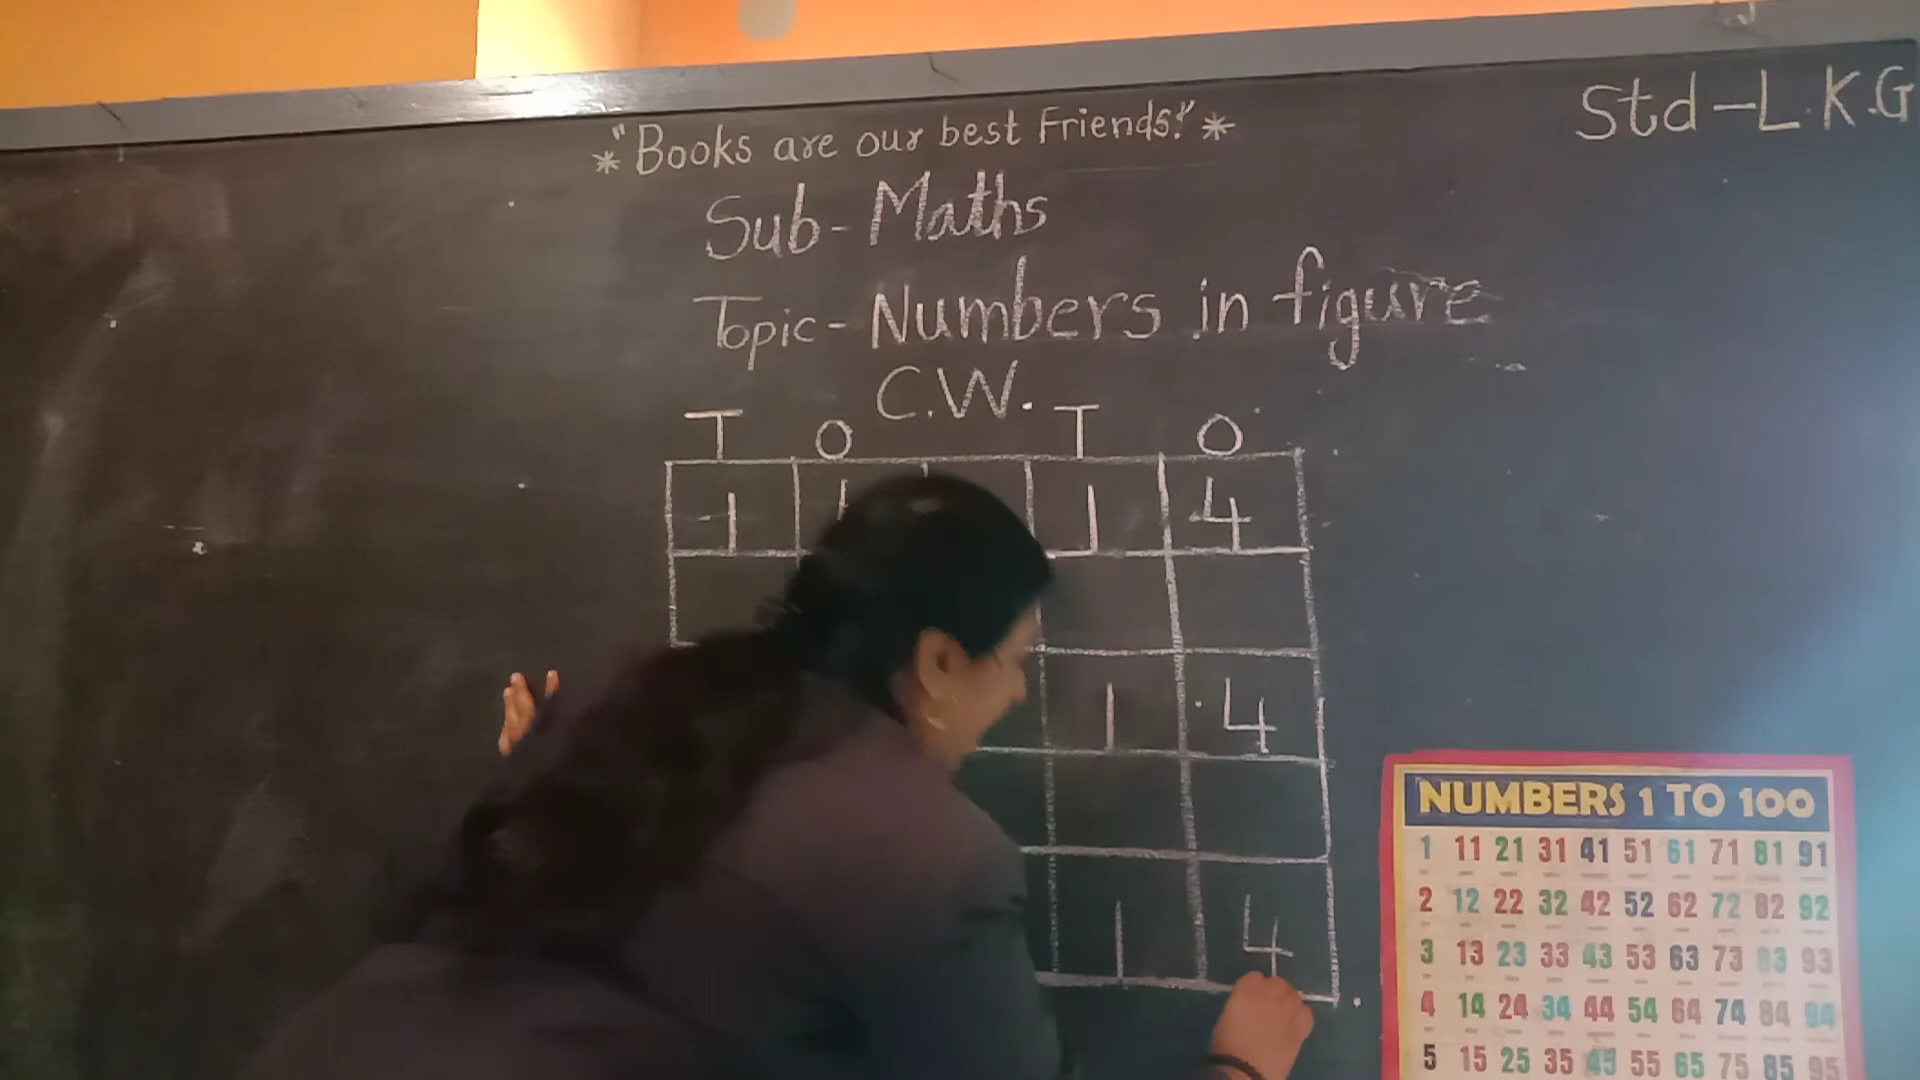 Std-L.K.G
*"Books are our best Friends."*
Sub-Maths
Topic-Numbers in figure
C.W.
T O T O
1 1 1 4
1 4
1 4
NUMBERS 1 TO 100
1 11 21 31 41 51 61 71 81 91
2 12 22 32 42 52 62 72 82 92
3 13 23 33 43 53 63 73 83 93
4 14 24 34 44 54 64 74 84 94
5 15 25 35 45 55 65 75 85 95